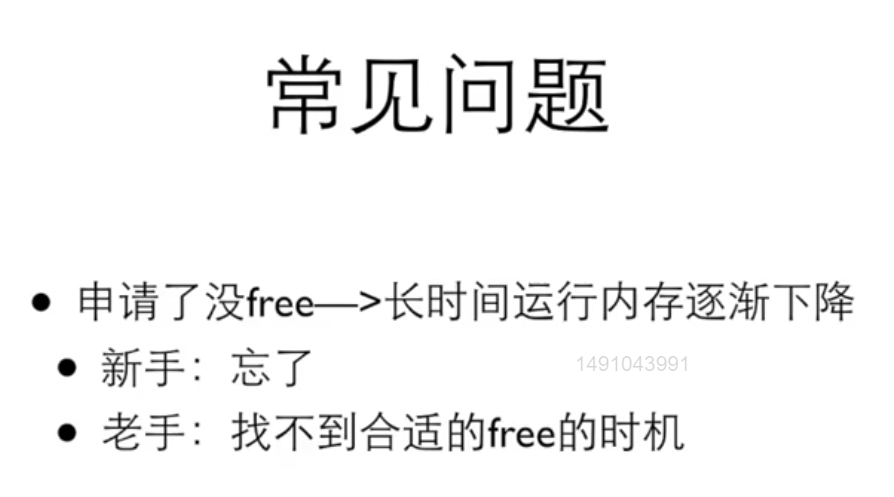 常见问题
● 申请了没free—>长时间运行内存逐渐下降
● 新手：忘了
1491043991
● 老手：找不到合适的free的时机